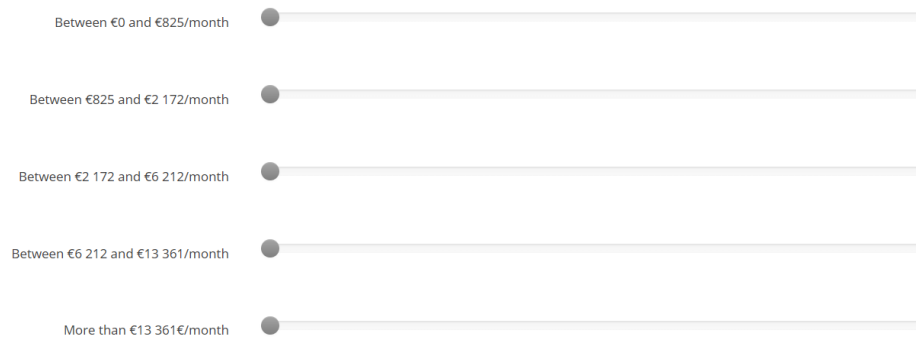 Between €0 and €825/month
Between €825 and €2 172/month
Between €2 172 and €6 212/month
Between €6 212 and €13 361/month
More than €13 361€/month